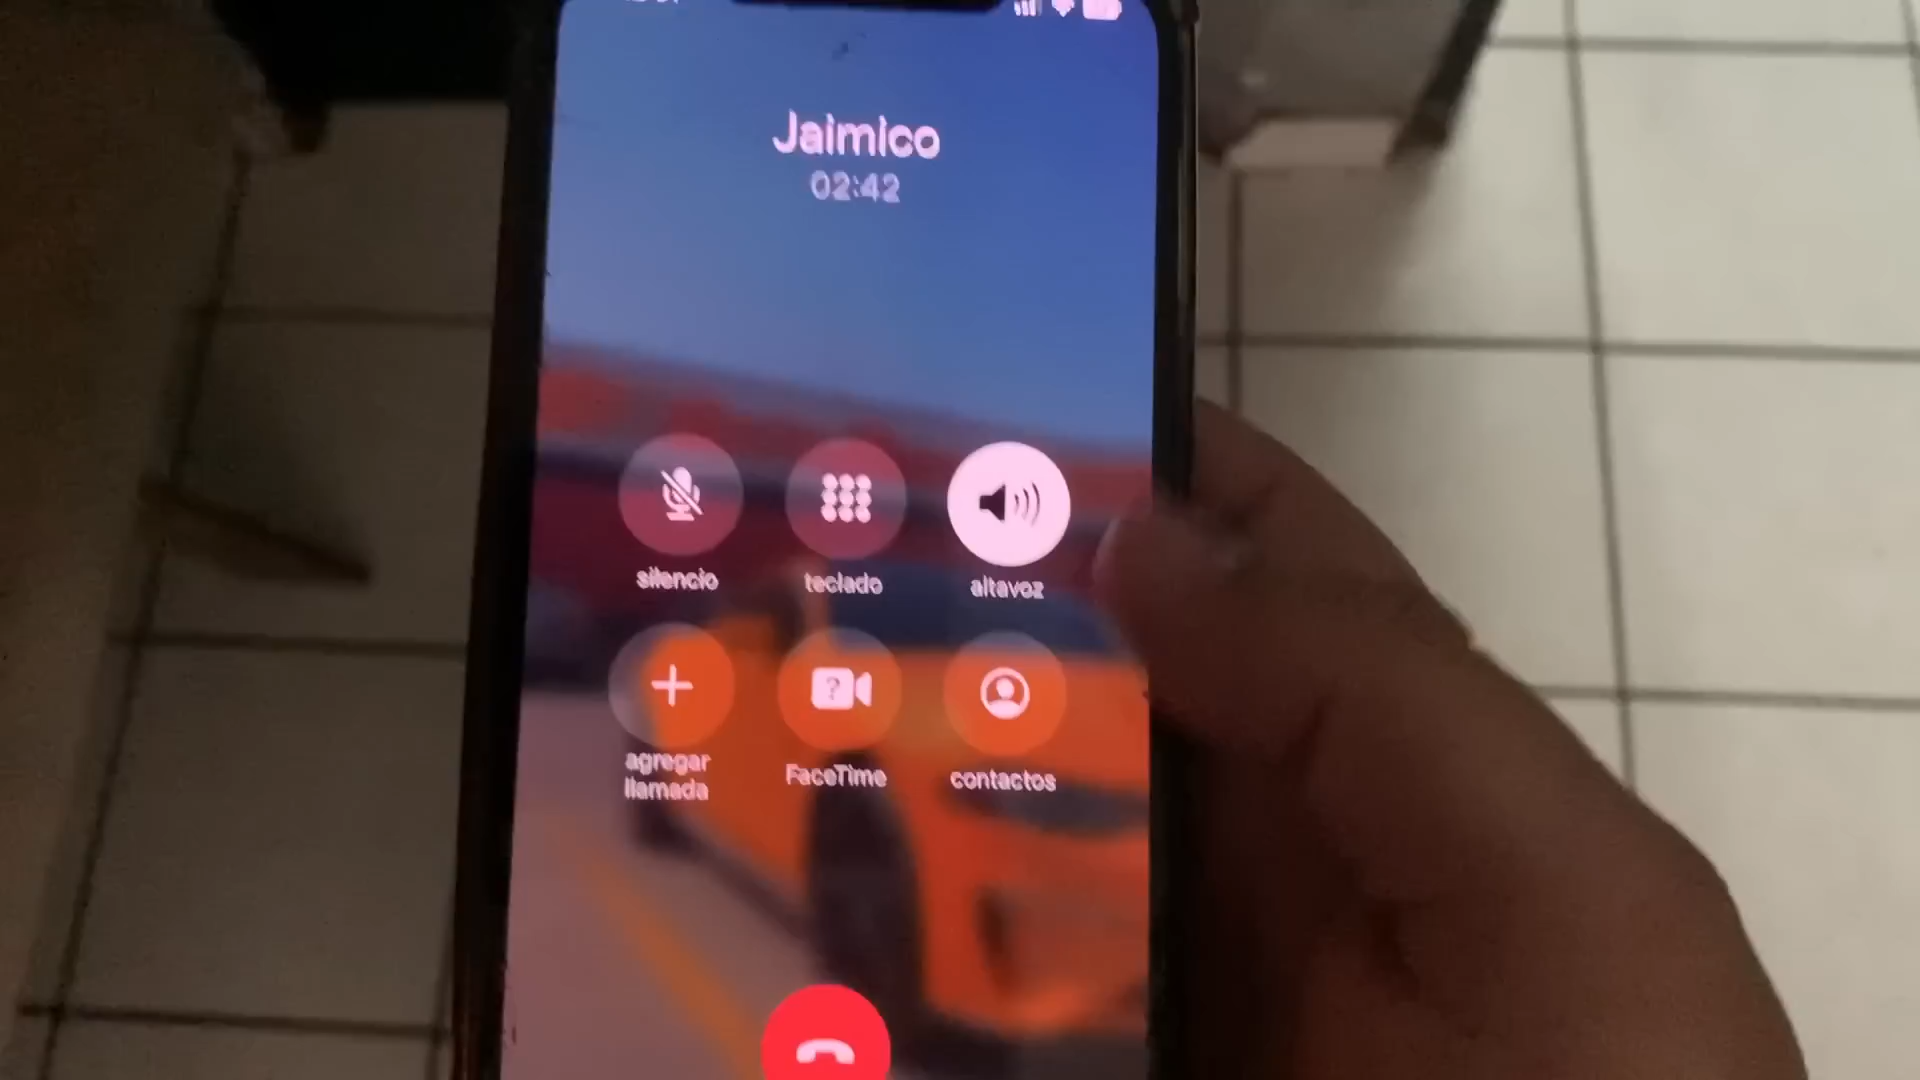 Jaimico
02:42
silencio
teclado
altavoz
agregar
llamada
FaceTime
contactos